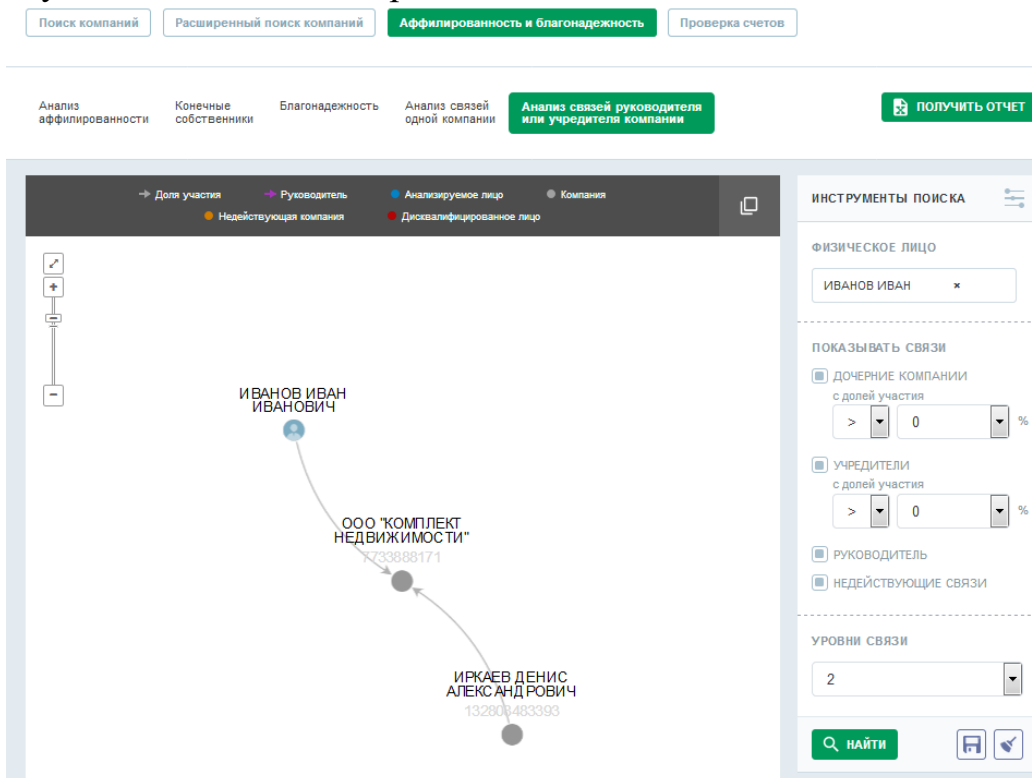 Поиск компаний
Расширенный поиск компаний
Аффилированность и благонадежность
Проверка счетов
Анализ
аффилированности
Конечные
собственники
Благонадежность
Анализ связей
одной компании
Анализ связей руководителя
или учредителя компании
ПОЛУЧИТЬ ОТЧЕТ
Доля участия
Руководитель
Анализируемое лицо
Компания
Недействующая компания
Дисквалифицированное лицо
ИВАНОВ ИВАН
ИВАНОВИЧ
ООО "КОМПЛЕКТ
НЕДВИЖИМОСТИ"
7733888171
ИРКАЕВ ДЕНИС
АЛЕКСАНДРОВИЧ
132808483393
ИНСТРУМЕНТЫ ПОИСКА
ФИЗИЧЕСКОЕ ЛИЦО
ИВАНОВ ИВАН ×
ПОКАЗЫВАТЬ СВЯЗИ
ДОЧЕРНИЕ КОМПАНИИ
с долей участия
> 0 %
УЧРЕДИТЕЛИ
с долей участия
> 0 %
РУКОВОДИТЕЛЬ
НЕДЕЙСТВУЮЩИЕ СВЯЗИ
УРОВНИ СВЯЗИ
2
НАЙТИ